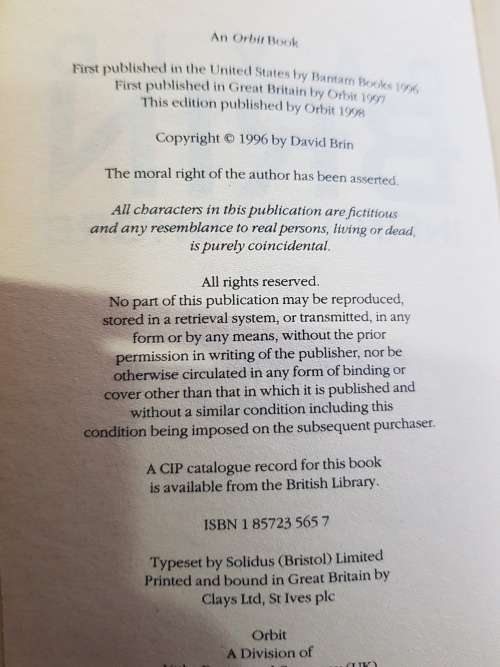 An Orbit Book
First published in the United States by Bantam Books 1996
First published in Great Britain by Orbit 1997
This edition published by Orbit 1998
Copyright © 1996 by David Brin
The moral right of the author has been asserted.
All characters in this publication are fictitious
and any resemblance to real persons, living or dead,
is purely coincidental.
All rights reserved.
No part of this publication may be reproduced,
stored in a retrieval system, or transmitted, in any
form or by any means, without the prior
permission in writing of the publisher, nor be
otherwise circulated in any form of binding or
cover other than that in which it is published and
without a similar condition including this
condition being imposed on the subsequent purchaser.
A CIP catalogue record for this book
is available from the British Library.
ISBN 1 85723 565 7
Typeset by Solidus (Bristol) Limited
Printed and bound in Great Britain by
Clays Ltd, St Ives plc
Orbit
A Division of
(UK)